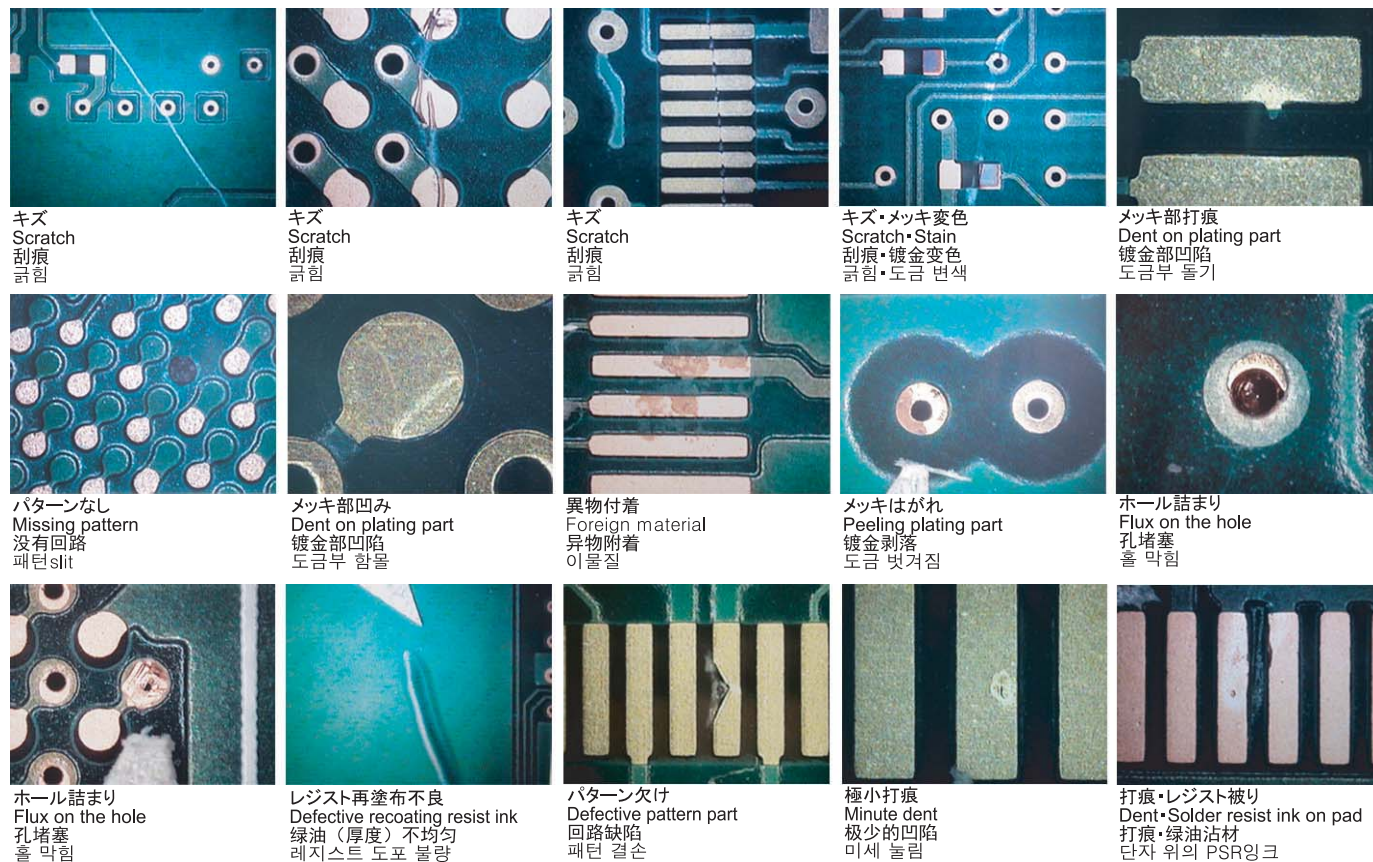 キズ
Scratch
刮痕
긁힘
キズ
Scratch
刮痕
긁힘
キズ
Scratch
刮痕
긁힘
キズ▪メッキ変色
Scratch▪Stain
刮痕▪镀金变色
긁힘▪도금 변색
メッキ部打痕
Dent on plating part
镀金部凹陷
도금부 돌기
パターンなし
Missing pattern
没有回路
패턴slit
メッキ部凹み
Dent on plating part
镀金部凹陷
도금부 함몰
異物付着
Foreign material
异物附着
이물질
メッキはがれ
Peeling plating part
镀金剥落
도금 벗겨짐
ホール詰まり
Flux on the hole
孔堵塞
홀 막힘
ホール詰まり
Flux on the hole
孔堵塞
홀 막힘
レジスト再塗布不良
Defective recoating resist ink
绿油（厚度）不均匀
레지스트 도포 불량
パターン欠け
Defective pattern part
回路缺陷
패턴 결손
極小打痕
Minute dent
极少的凹陷
미세 눌림
打痕▪レジスト被り
Dent▪Solder resist ink on pad
打痕▪绿油沾材
단자 위의 PSR잉크